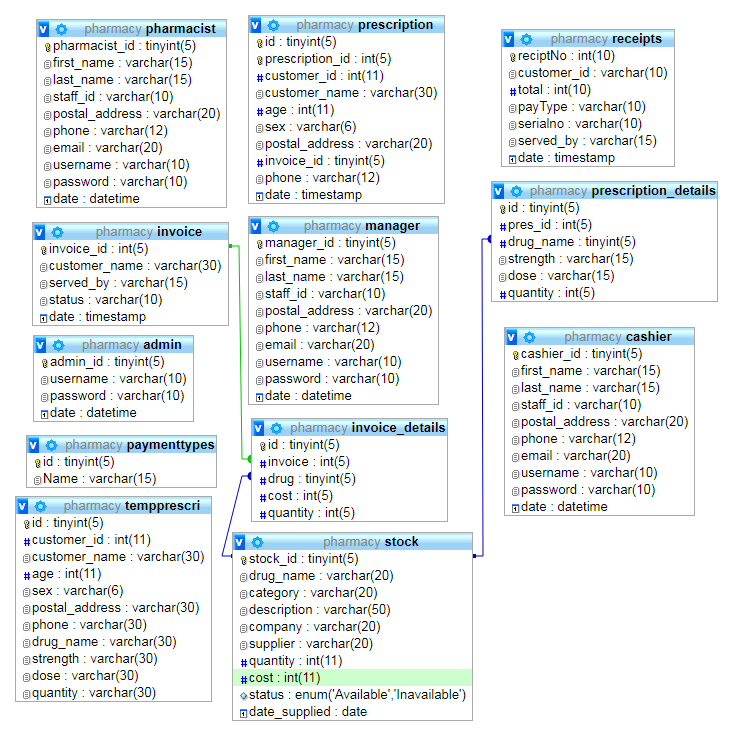 pharmacy pharmacist
pharmacist_id : tinyint(5)
first_name : varchar(15)
last_name : varchar(15)
staff_id : varchar(10)
postal_address : varchar(20)
phone : varchar(12)
email : varchar(20)
username : varchar(10)
password : varchar(10)
date : datetime
pharmacy prescription
id : tinyint(5)
prescription_id : int(5)
customer_id : int(11)
customer_name : varchar(30)
age : int(11)
sex : varchar(6)
postal_address : varchar(20)
invoice_id : tinyint(5)
phone : varchar(12)
date : timestamp
pharmacy receipts
reciptNo : int(10)
customer_id : varchar(10)
total : int(10)
payType : varchar(10)
serialno : varchar(10)
served_by : varchar(15)
date : timestamp
pharmacy prescription_details
id : tinyint(5)
pres_id : int(5)
drug_name : tinyint(5)
strength : varchar(15)
dose : varchar(15)
quantity : int(5)
pharmacy invoice
invoice_id : int(5)
customer_name : varchar(30)
served_by : varchar(15)
status : varchar(10)
date : timestamp
pharmacy manager
manager_id : tinyint(5)
first_name : varchar(15)
last_name : varchar(15)
staff_id : varchar(10)
postal_address : varchar(20)
phone : varchar(12)
email : varchar(20)
username : varchar(10)
password : varchar(10)
date : datetime
pharmacy cashier
cashier_id : tinyint(5)
first_name : varchar(15)
last_name : varchar(15)
staff_id : varchar(10)
postal_address : varchar(20)
phone : varchar(12)
email : varchar(20)
username : varchar(10)
password : varchar(10)
date : datetime
pharmacy admin
admin_id : tinyint(5)
username : varchar(10)
password : varchar(10)
date : datetime
pharmacy invoice_details
id : tinyint(5)
invoice : int(5)
drug : tinyint(5)
cost : int(5)
quantity : int(5)
pharmacy paymenttypes
id : tinyint(5)
Name : varchar(15)
pharmacy tempprescri
id : tinyint(5)
customer_id : int(11)
customer_name : varchar(30)
age : int(11)
sex : varchar(6)
postal_address : varchar(30)
phone : varchar(30)
drug_name : varchar(30)
strength : varchar(30)
dose : varchar(30)
quantity : varchar(30)
pharmacy stock
stock_id : tinyint(5)
drug_name : varchar(20)
category : varchar(20)
description : varchar(50)
company : varchar(20)
supplier : varchar(20)
quantity : int(11)
cost : int(11)
status : enum('Available','Inavailable')
date_supplied : date